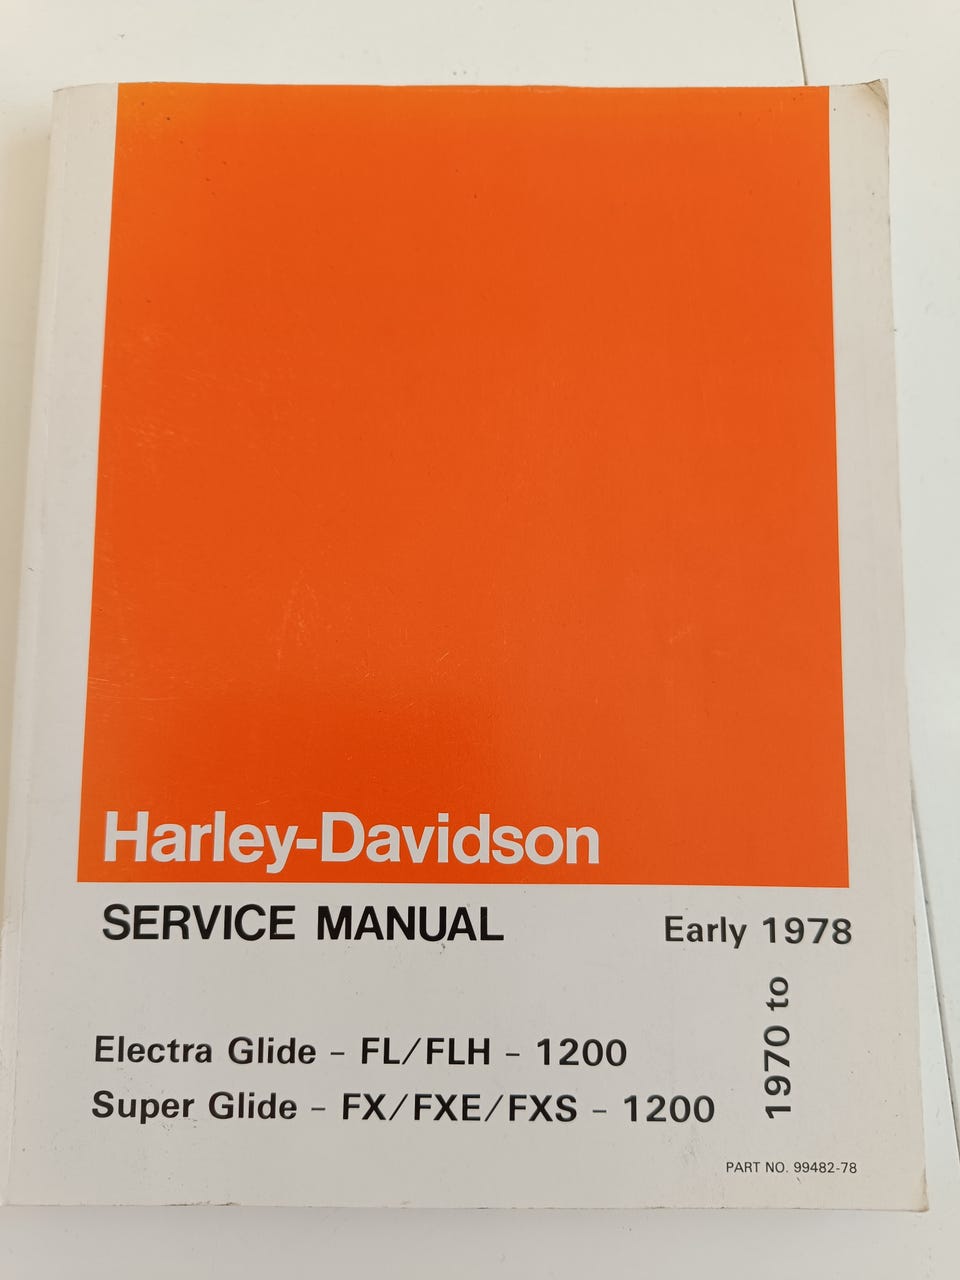 Harley-Davidson
SERVICE MANUAL
1970 to
Early 1978
Electra Glide - FL/FLH - 1200
Super Glide - FX/FXE/FXS - 1200
PART NO. 99482-78